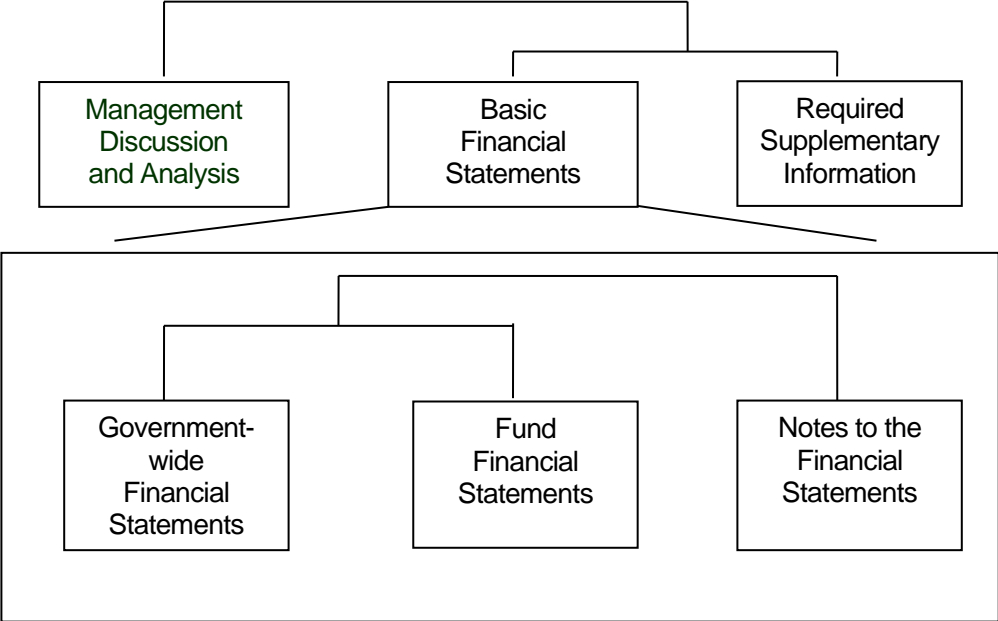 Management
Discussion
and Analysis
Basic
Financial
Statements
Required
Supplementary
Information
Government-
wide
Financial
Statements
Fund
Financial
Statements
Notes to the
Financial
Statements